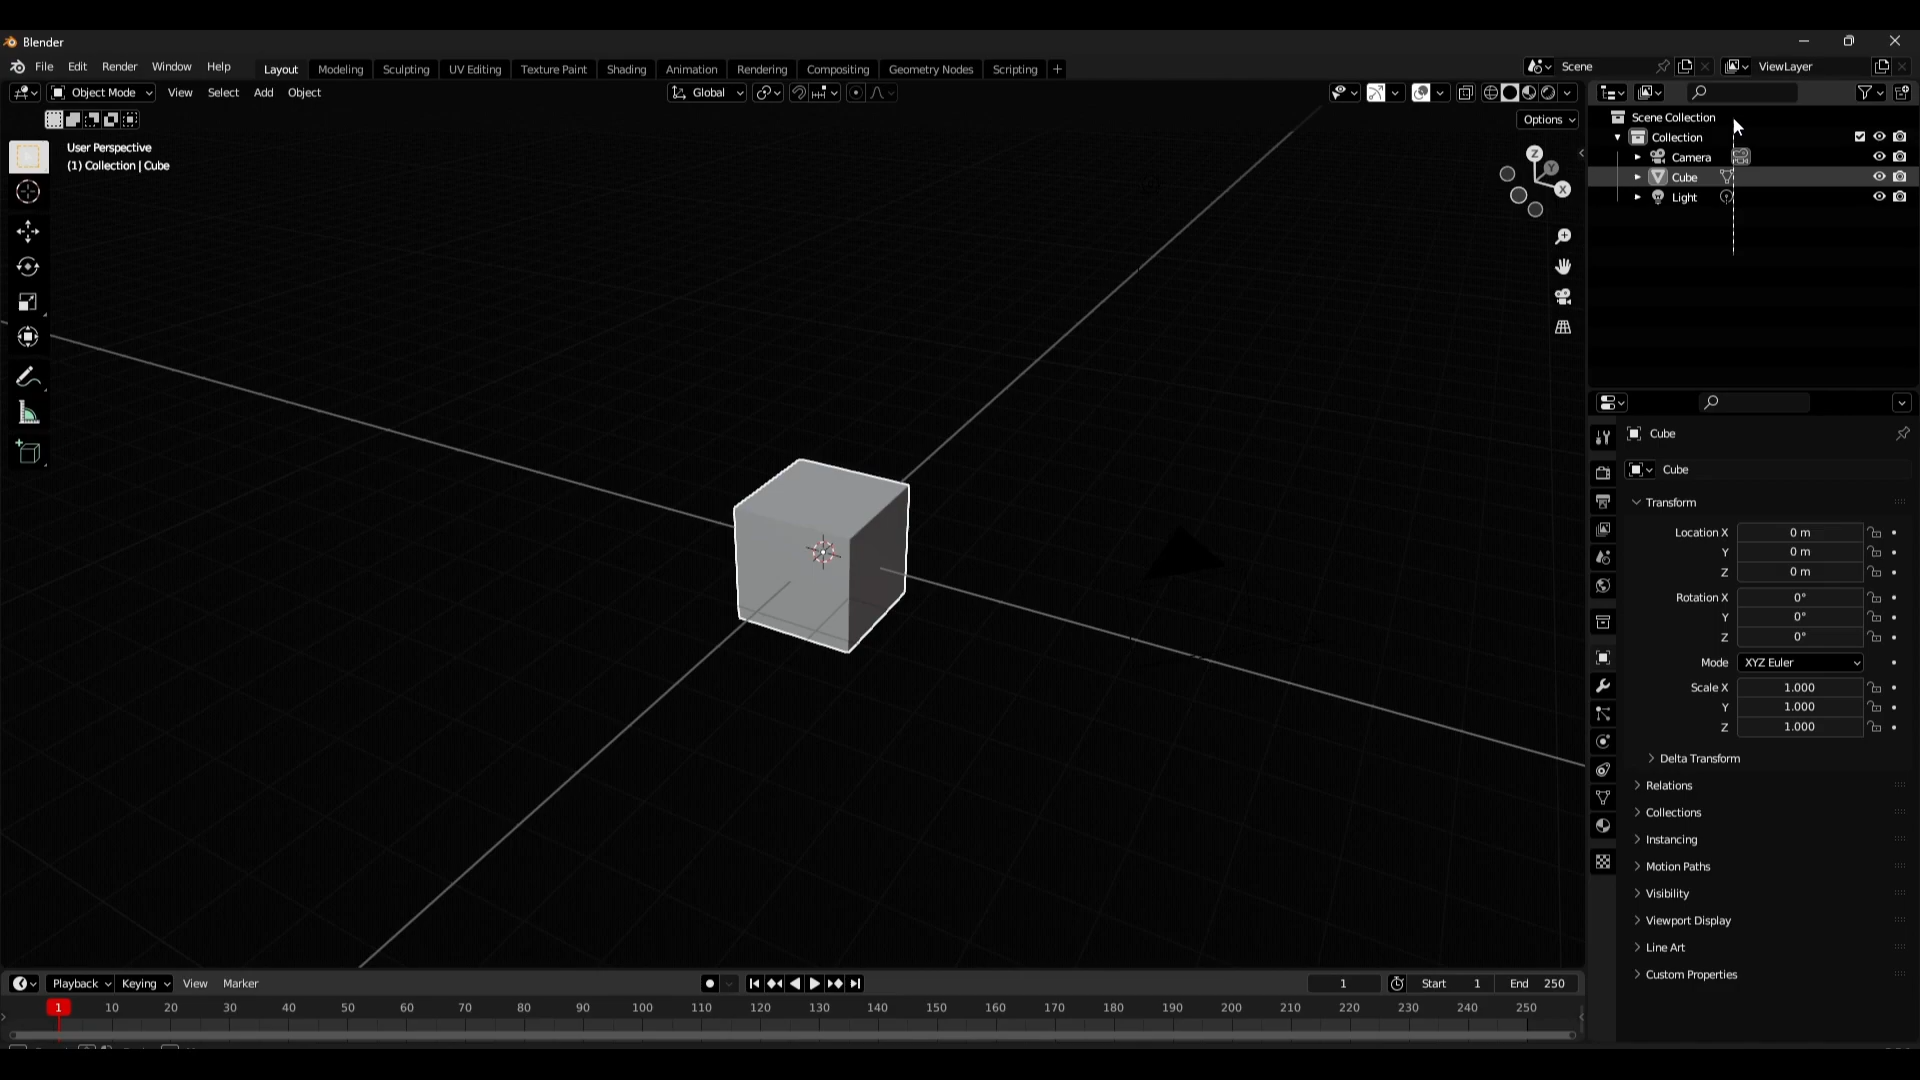 Blender
File Edit Render Window Help Layout Modeling Sculpting UV Editing Texture Paint Shading Animation Rendering Compositing Geometry Nodes Scripting + Scene ViewLayer
Object Mode View Select Add Object Global
Options
User Perspective
(1) Collection | Cube
Z
Y
X
Scene Collection
Collection
Camera
Cube
Light
Cube
Cube
Transform
Location X 0 m
Y 0 m
Z 0 m
Rotation X 0°
Y 0°
Z 0°
Mode XYZ Euler
Scale X 1.000
Y 1.000
Z 1.000
Delta Transform
Relations
Collections
Instancing
Motion Paths
Visibility
Viewport Display
Line Art
Custom Properties
Playback Keying View Marker 1 Start 1 End 250
1 10 20 30 40 50 60 70 80 90 100 110 120 130 140 150 160 170 180 190 200 210 220 230 240 250